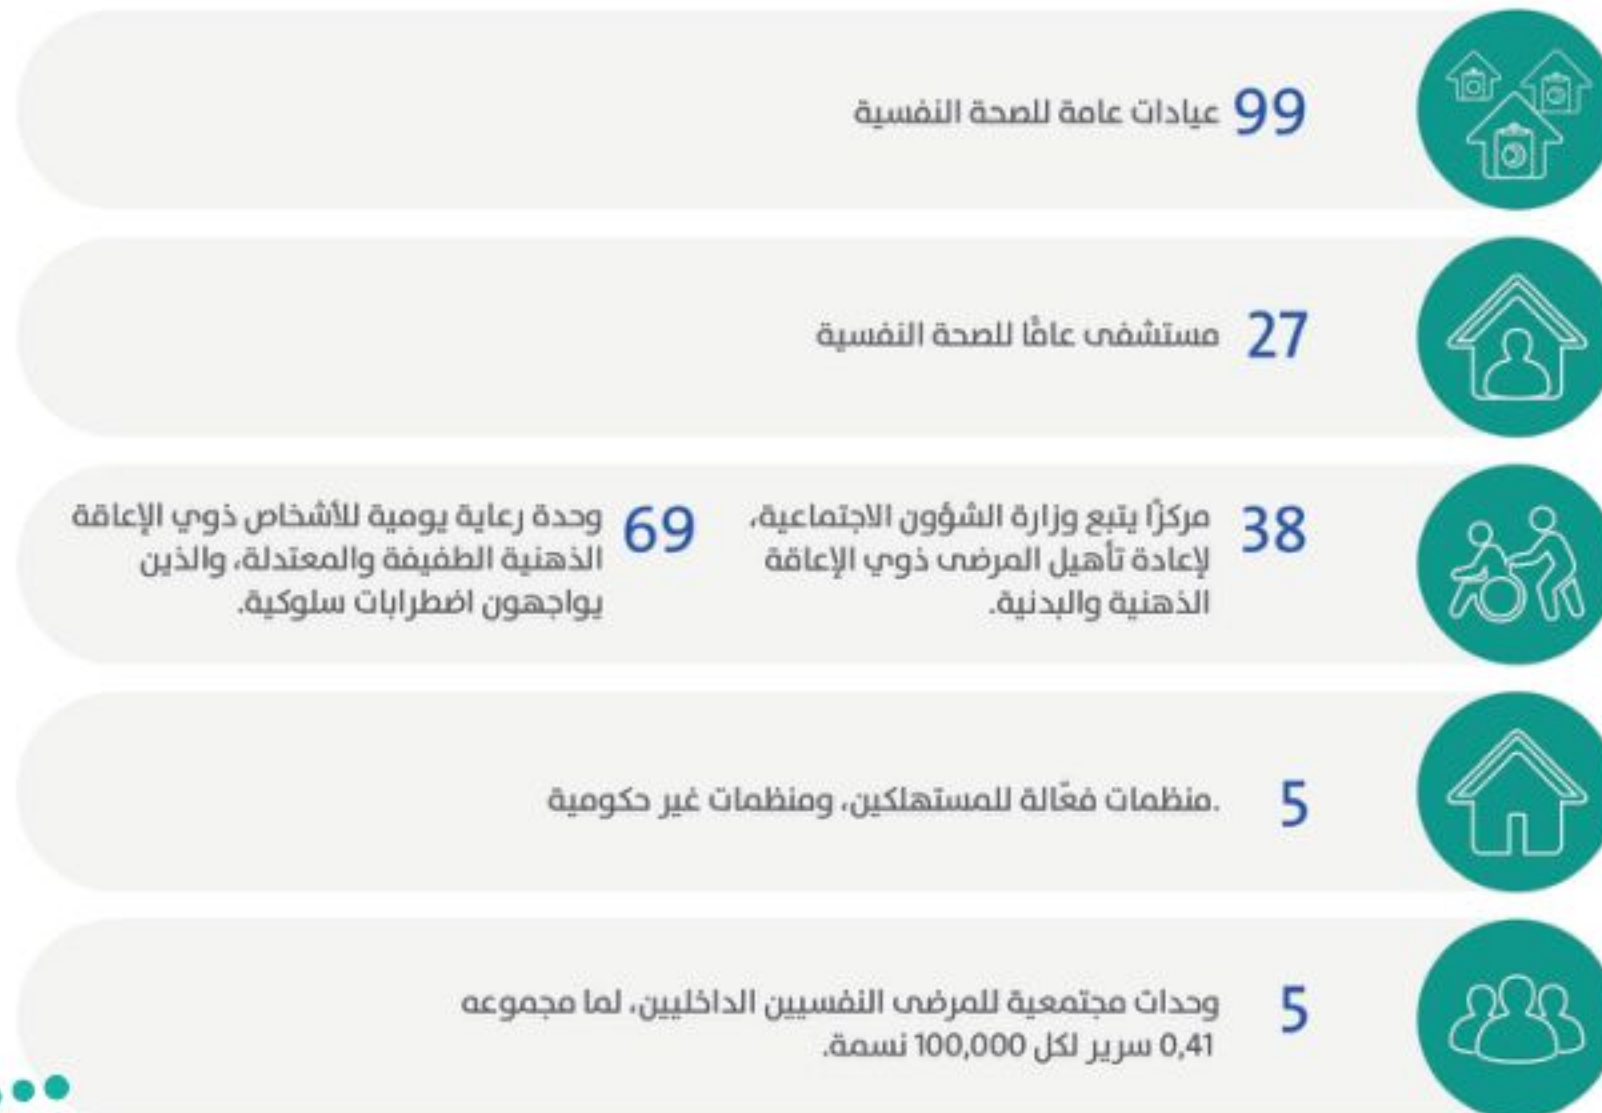 99 عيادات عامة للصحة النفسية
27 مستشفى عامًّا للصحة النفسية
38 مركزًا يتبع وزارة الشؤون الاجتماعية،
لإعادة تأهيل المرضى ذوي الإعاقة
الذهنية والبدنية.
69 وحدة رعاية يومية للأشخاص ذوي الإعاقة
الذهنية الطفيفة والمعتدلة، والذين
يواجهون اضطرابات سلوكية.
5 .منظمات فعّالة للمستهلكين، ومنظمات غير حكومية
5 وحدات مجتمعية للمرضى النفسيين الداخليين، لما مجموعه
0,41 سرير لكل 100,000 نسمة.